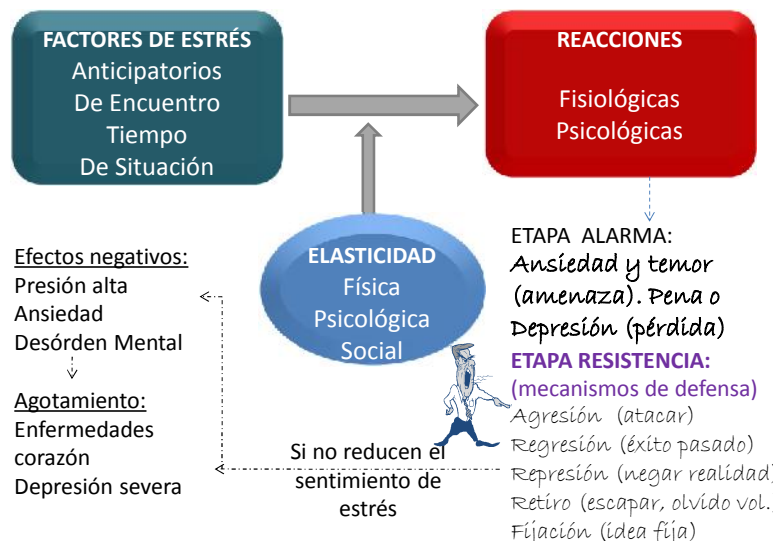 FACTORES DE ESTRÉS
Anticipatorios
De Encuentro
Tiempo
De Situación
REACCIONES
Fisiológicas
Psicológicas
ELASTICIDAD
Física
Psicológica
Social
Efectos negativos:
Presión alta
Ansiedad
Desórden Mental
Agotamiento:
Enfermedades
corazón
Depresión severa
Si no reducen el
sentimiento de
estrés
ETAPA ALARMA:
Ansiedad y temor
(amenaza). Pena o
Depresión (pérdida)
ETAPA RESISTENCIA:
(mecanismos de defensa)
Agresión (atacar)
Regresión (éxito pasado)
Represión (negar realidad)
Retiro (escapar, olvido vol.
Fijación (idea fija)